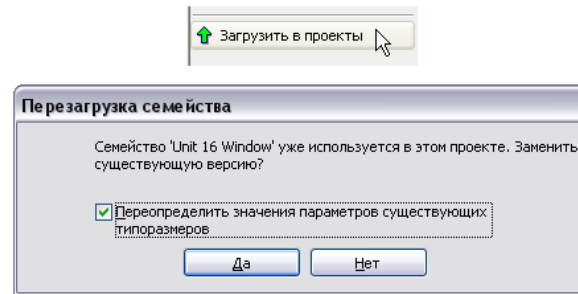 Загрузить в проекты
Перезагрузка семейства
Семейство 'Unit 16 Window' уже используется в этом проекте. Заменить
существующую версию?
Переопределить значения параметров существующих
типоразмеров
Да
Нет